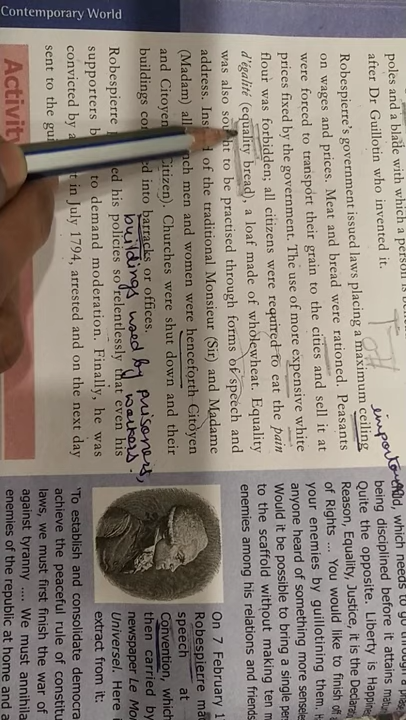 Contemporary World
poles and a blade with which a person is
after Dr Guillotin who invented it.
Robespierre's government issued laws placing a maximum ceiling
on wages and prices. Meat and bread were rationed. Peasants
were forced to transport their grain to the cities and sell it at
prices fixed by the government. The use of more expensive white
flour was forbidden; all citizens were required to eat the pain
d'égalité (equality bread), a loaf made of wholewheat. Equality
was also sought to be practised through forms of speech and
address. Instead of the traditional Monsieur (Sir) and Madame
(Madam) all French men and women were henceforth Citoyen
and Citoyenne (Citizen). Churches were shut down and their
buildings converted into barracks or offices.
buildings used by prisoners,
workers.
Robespierre pursued his policies so relentlessly that even his
supporters began to demand moderation. Finally, he was
convicted by a court in July 1794, arrested and on the next day
sent to the
Activit
which needs to go through a
being disciplined before it attains
Quite the opposite. Liberty is Happin
Reason, Equality, Justice, it is the Declara
of Rights ... You would like to finish of
your enemies by guillotining them.
anyone heard of something more sensele
Would it be possible to bring a single pe
to the scaffold without making ten m
enemies among his relations and friends
On 7 February 1
Robespierre ma
speech at
Convention, whic
then carried by
newspaper Le Mo
Universel. Here i
extract from it:
'To establish and consolidate democra
achieve the peaceful rule of constitu
laws, we must first finish the war of
against tyranny .... We must annihila
enemies of the republic at home and a